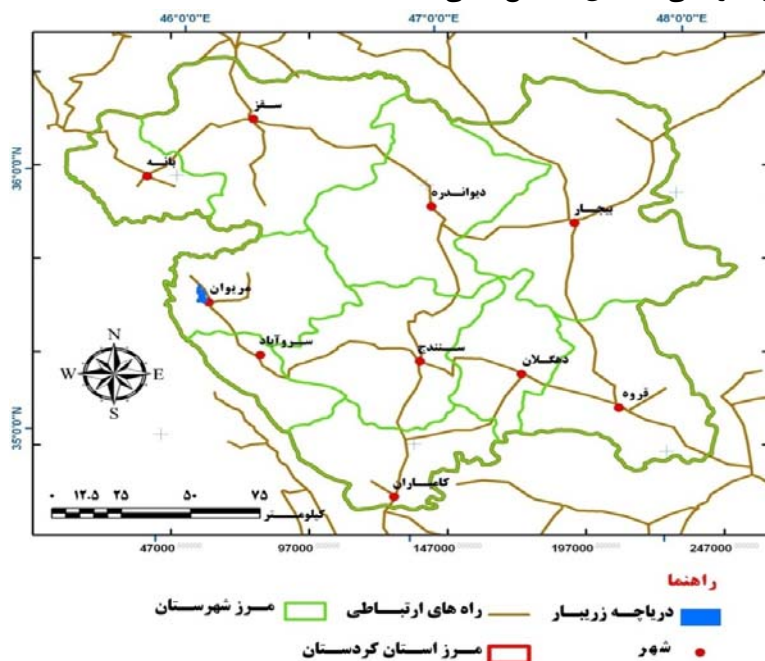 46°0'0"E 47°0'0"E 48°0'0"E
36°0'0"N
35°0'0"N
سقز
بانه
دیواندره
بیجار
مریوان
سروآباد
سنندج
دهگلان
قروه
کامیاران
N
W E
S
۰ ۱۲.۵ ۲۵ ۵۰ ۷۵
کیلومتر
47000 97000 147000 197000 247000
راهنما
دریاچه زریبار راه های ارتباطی مرز شهرستان
شهر مرز استان کردستان